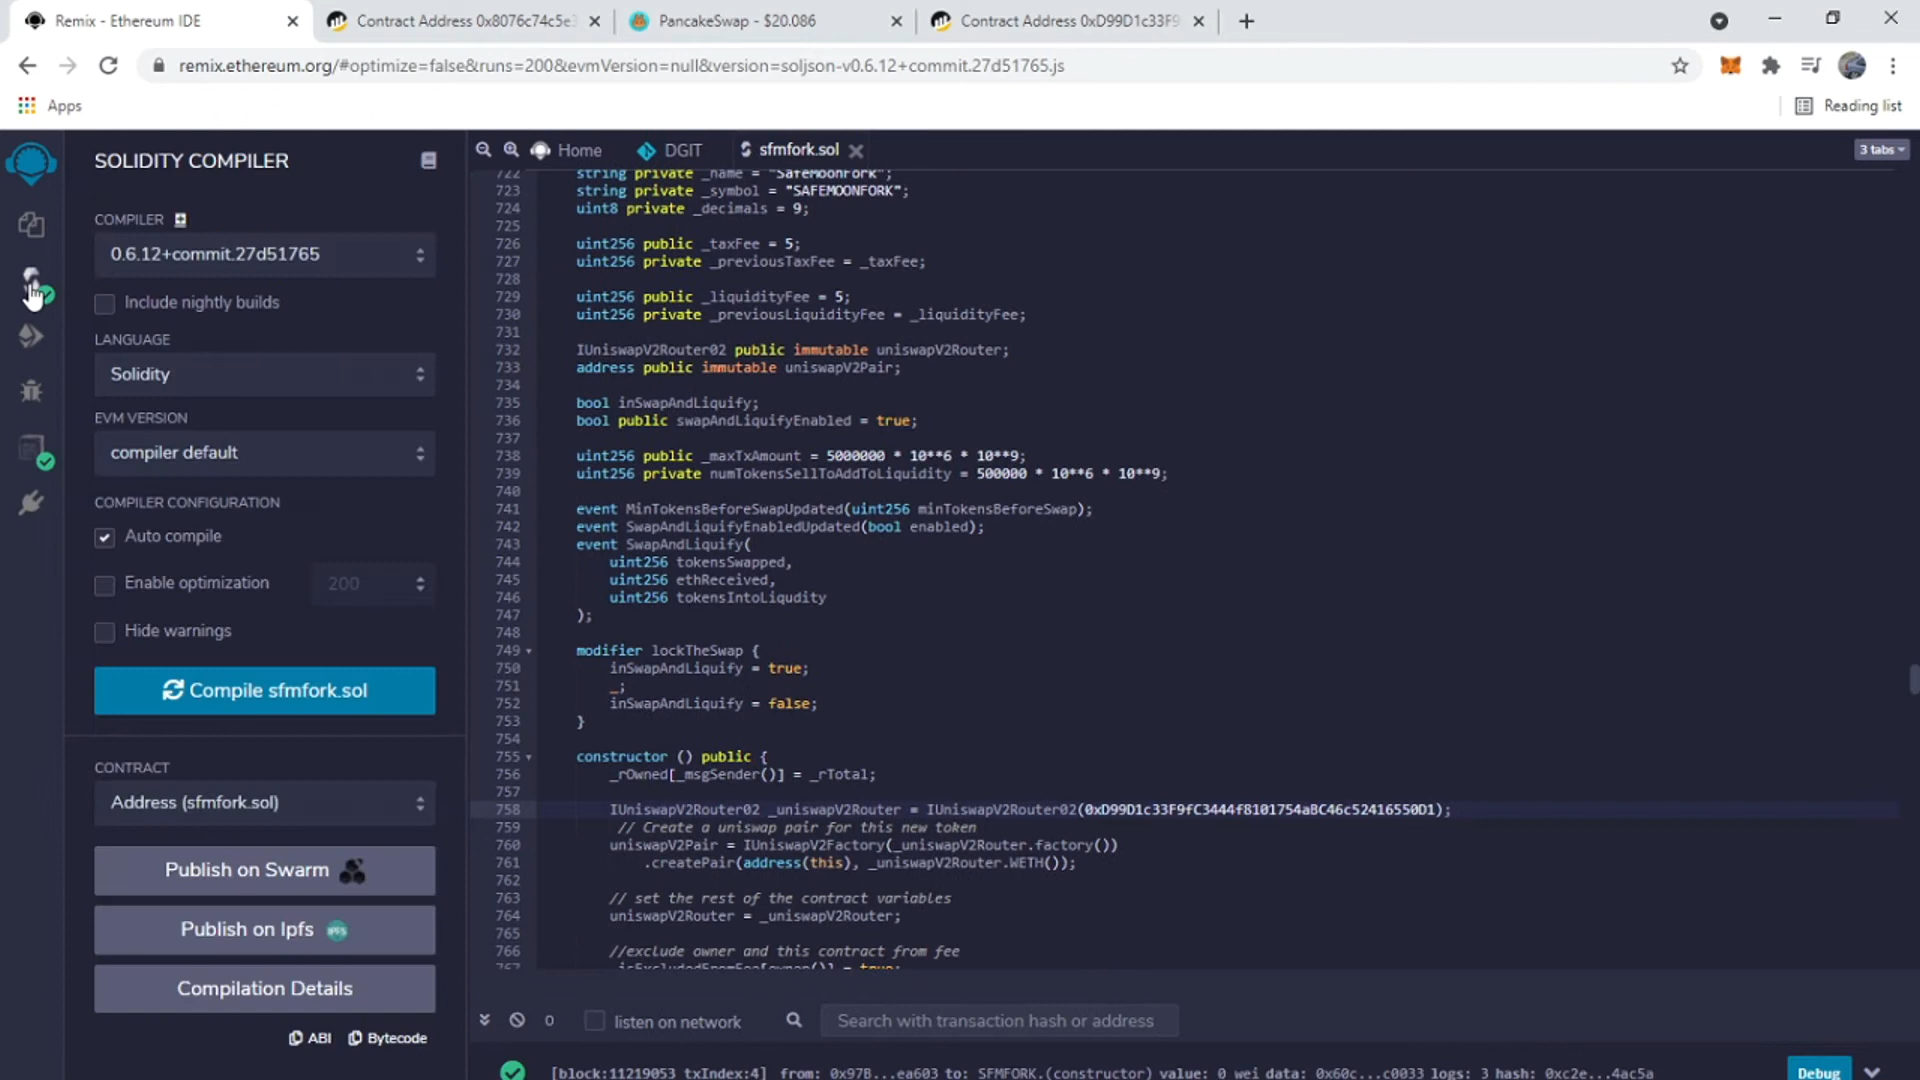 Remix - Ethereum IDE
Contract Address 0x8076c74c5e3
PancakeSwap - $20.086
Contract Address 0xD99D1c33F9
remix.ethereum.org/#optimize=false&runs=200&evmVersion=null&version=soljson-v0.6.12+commit.27d51765.js
Apps
Reading list
SOLIDITY COMPILER
COMPILER
0.6.12+commit.27d51765
Include nightly builds
LANGUAGE
Solidity
EVM VERSION
compiler default
COMPILER CONFIGURATION
Auto compile
Enable optimization
200
Hide warnings
Compile sfmfork.sol
CONTRACT
Address (sfmfork.sol)
Publish on Swarm
Publish on Ipfs
IPFS
Compilation Details
ABI
Bytecode
Home
DGIT
sfmfork.sol
3 tabs
722 string private _name = "SafeMoonFork";
723 string private _symbol = "SAFEMOONFORK";
724 uint8 private _decimals = 9;
725
726 uint256 public _taxFee = 5;
727 uint256 private _previousTaxFee = _taxFee;
728
729 uint256 public _liquidityFee = 5;
730 uint256 private _previousLiquidityFee = _liquidityFee;
731
732 IUniswapV2Router02 public immutable uniswapV2Router;
733 address public immutable uniswapV2Pair;
734
735 bool inSwapAndLiquify;
736 bool public swapAndLiquifyEnabled = true;
737
738 uint256 public _maxTxAmount = 5000000 * 10**6 * 10**9;
739 uint256 private numTokensSellToAddToLiquidity = 500000 * 10**6 * 10**9;
740
741 event MinTokensBeforeSwapUpdated(uint256 minTokensBeforeSwap);
742 event SwapAndLiquifyEnabledUpdated(bool enabled);
743 event SwapAndLiquify(
744 uint256 tokensSwapped,
745 uint256 ethReceived,
746 uint256 tokensIntoLiqudity
747 );
748
749 modifier lockTheSwap {
750 inSwapAndLiquify = true;
751 _;
752 inSwapAndLiquify = false;
753 }
754
755 constructor () public {
756 _rOwned[_msgSender()] = _rTotal;
757
758 IUniswapV2Router02 _uniswapV2Router = IUniswapV2Router02(0xD99D1c33F9fC3444f8101754aBC46c52416550D1);
759 // Create a uniswap pair for this new token
760 uniswapV2Pair = IUniswapV2Factory(_uniswapV2Router.factory())
761 .createPair(address(this), _uniswapV2Router.WETH());
762
763 // set the rest of the contract variables
764 uniswapV2Router = _uniswapV2Router;
765
766 //exclude owner and this contract from fee
767 _isExcludedFromFee[owner()] = true;
0
listen on network
Search with transaction hash or address
[block:11219053 txIndex:4] from: 0x97B...ea603 to: SFMFORK.(constructor) value: 0 wei data: 0x60c...c0033 logs: 3 hash: 0xc2e...4ac5a
Debug